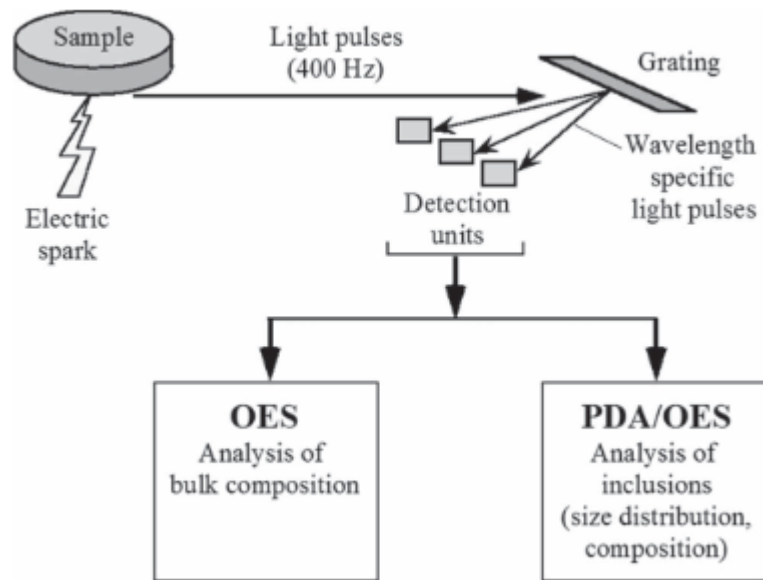 Sample
Light pulses
(400 Hz)
Grating
Wavelength
specific
light pulses
Electric
spark
Detection
units
OES
Analysis of
bulk composition
PDA/OES
Analysis of
inclusions
(size distribution,
composition)